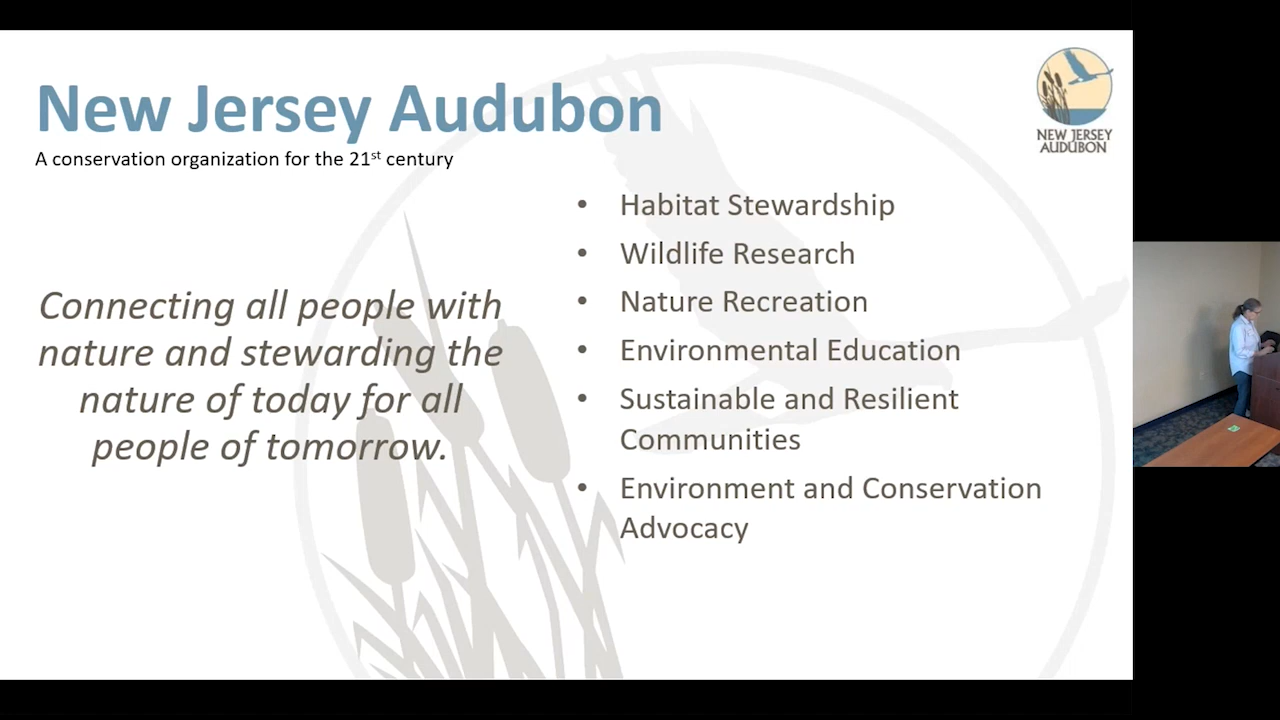 New Jersey Audubon
A conservation organization for the 21st century
NEW JERSEY
AUDUBON
Connecting all people with
nature and stewarding the
nature of today for all
people of tomorrow.
• Habitat Stewardship
• Wildlife Research
• Nature Recreation
• Environmental Education
• Sustainable and Resilient
Communities
• Environment and Conservation
Advocacy